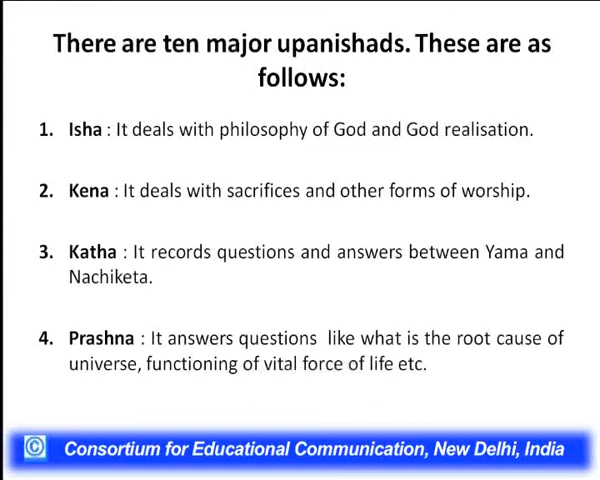 There are ten major upanishads. These are as
follows:
1. Isha : It deals with philosophy of God and God realisation.
2. Kena : It deals with sacrifices and other forms of worship.
3. Katha : It records questions and answers between Yama and
Nachiketa.
4. Prashna : It answers questions like what is the root cause of
universe, functioning of vital force of life etc.
© Consortium for Educational Communication, New Delhi, India